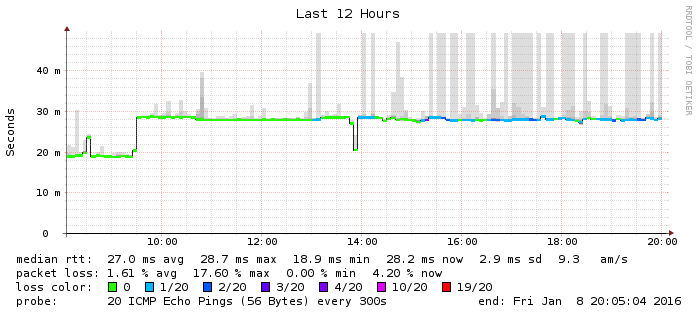 Last 12 Hours
RRDTOOL / TOBI OETIKER
Seconds
40 m
30 m
20 m
10 m
0
10:00 12:00 14:00 16:00 18:00 20:00
median rtt: 27.0 ms avg 28.7 ms max 18.9 ms min 28.2 ms now 2.9 ms sd 9.3 am/s
packet loss: 1.61 % avg 17.60 % max 0.00 % min 4.20 % now
loss color: 0 1/20 2/20 3/20 4/20 10/20 19/20
probe: 20 ICMP Echo Pings (56 Bytes) every 300s end: Fri Jan 8 20:05:04 2016